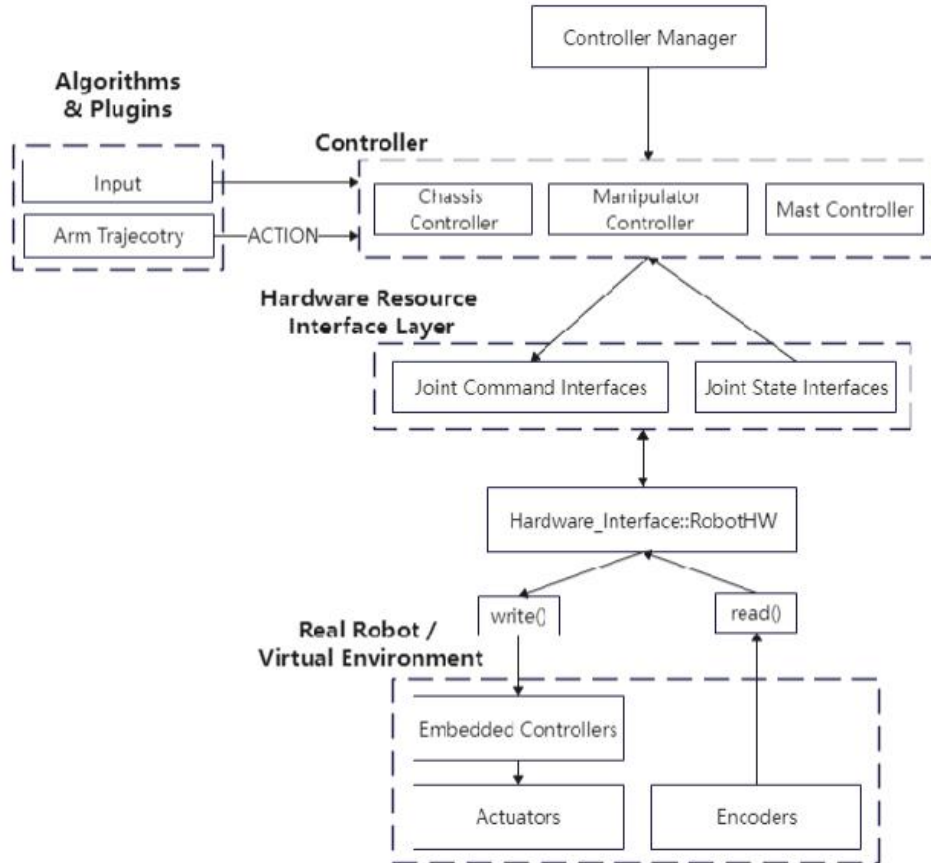 Controller Manager
Algorithms
& Plugins
Controller
Input
Arm Trajecotry
ACTION
Chassis
Controller
Manipulator
Controller
Mast Controller
Hardware Resource
Interface Layer
Joint Command Interfaces
Joint State Interfaces
Hardware_Interface::RobotHW
write()
read()
Real Robot /
Virtual Environment
Embedded Controllers
Actuators
Encoders